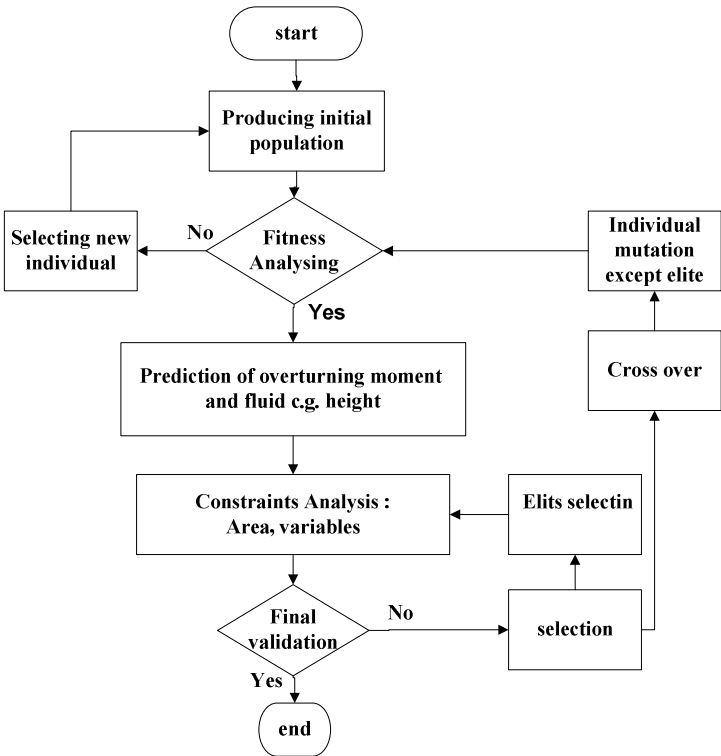 start
Producing initial
population
No
Selecting new
individual
Fitness
Analysing
Individual
mutation
except elite
Yes
Prediction of overturning moment
and fluid c.g. height
Cross over
Constraints Analysis :
Area, variables
Elits selectin
Final
validation
No
selection
Yes
end